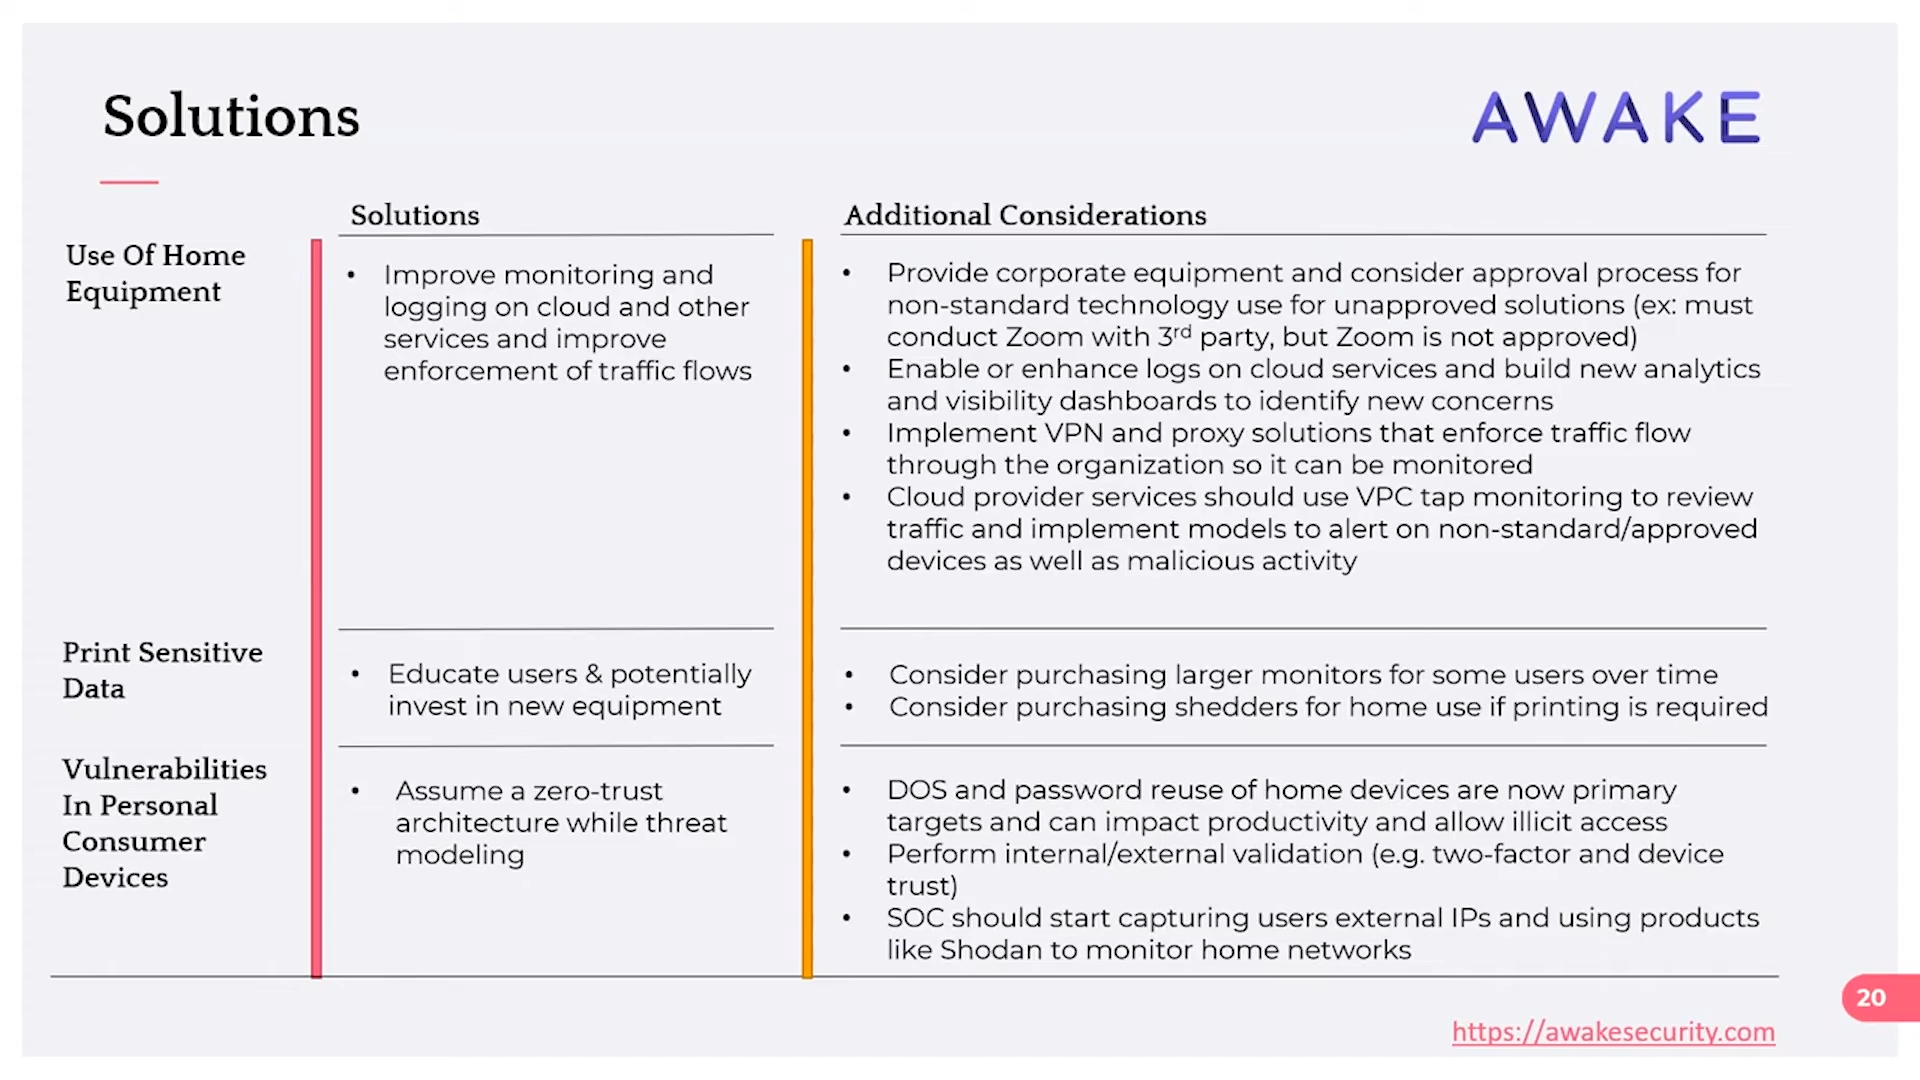 Solutions
AWAKE
Solutions
Additional Considerations
Use Of Home
Equipment
• Improve monitoring and
logging on cloud and other
services and improve
enforcement of traffic flows
• Provide corporate equipment and consider approval process for
non-standard technology use for unapproved solutions (ex: must
conduct Zoom with 3rd party, but Zoom is not approved)
• Enable or enhance logs on cloud services and build new analytics
and visibility dashboards to identify new concerns
• Implement VPN and proxy solutions that enforce traffic flow
through the organization so it can be monitored
• Cloud provider services should use VPC tap monitoring to review
traffic and implement models to alert on non-standard/approved
devices as well as malicious activity
Print Sensitive
Data
• Educate users & potentially
invest in new equipment
• Consider purchasing larger monitors for some users over time
• Consider purchasing shedders for home use if printing is required
Vulnerabilities
In Personal
Consumer
Devices
• Assume a zero-trust
architecture while threat
modeling
• DOS and password reuse of home devices are now primary
targets and can impact productivity and allow illicit access
• Perform internal/external validation (e.g. two-factor and device
trust)
• SOC should start capturing users external IPs and using products
like Shodan to monitor home networks
20
https://awakesecurity.com